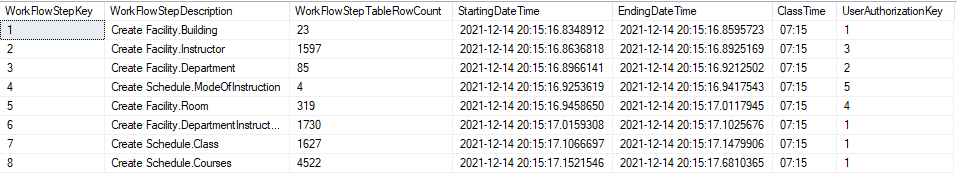 WorkFlowStepKey WorkFlowStepDescription WorkFlowStepTableRowCount StartingDateTime EndingDateTime ClassTime UserAuthorizationKey
1 Create Facility.Building 23 2021-12-14 20:15:16.8348912 2021-12-14 20:15:16.8595723 07:15 1
2 Create Facility.Instructor 1597 2021-12-14 20:15:16.8636818 2021-12-14 20:15:16.8925169 07:15 3
3 Create Facility.Department 85 2021-12-14 20:15:16.8966141 2021-12-14 20:15:16.9212502 07:15 2
4 Create Schedule.ModeOfInstruction 4 2021-12-14 20:15:16.9253619 2021-12-14 20:15:16.9417543 07:15 5
5 Create Facility.Room 319 2021-12-14 20:15:16.9458650 2021-12-14 20:15:17.0117945 07:15 4
6 Create Facility.DepartmentInstruct... 1730 2021-12-14 20:15:17.0159308 2021-12-14 20:15:17.1025676 07:15 1
7 Create Schedule.Class 1627 2021-12-14 20:15:17.1066697 2021-12-14 20:15:17.1479906 07:15 1
8 Create Schedule.Courses 4522 2021-12-14 20:15:17.1521546 2021-12-14 20:15:17.6810365 07:15 1